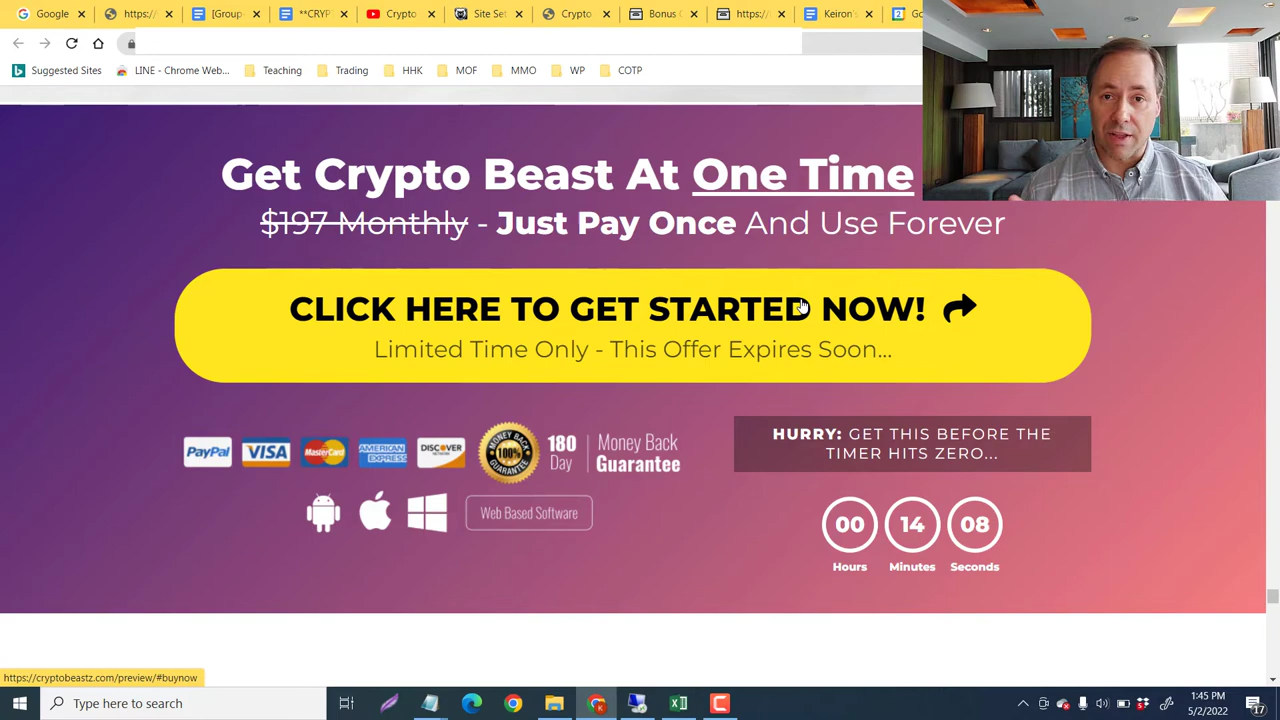 Google
https:/
[Group-
**CRYP
Crypto
Site Set
Crypto
Bonus C
https:/
Keiron's
Go
Suggested Sites
LINE - Chrome Web...
Teaching
Trading
HHK
MOF
MMO
WP
COTP
Get Crypto Beast At One Time
$197 Monthly - Just Pay Once And Use Forever
CLICK HERE TO GET STARTED NOW!
Limited Time Only - This Offer Expires Soon...
PayPal VISA MasterCard AMERICAN EXPRESS DISCOVER
MONEY BACK 100% GUARANTEE
180 Day
Money Back
Guarantee
Web Based Software
HURRY: GET THIS BEFORE THE
TIMER HITS ZERO...
00 14 08
Hours Minutes Seconds
https://cryptobeastz.com/preview/#buynow
Type here to search
1:45 PM
5/2/2022
17